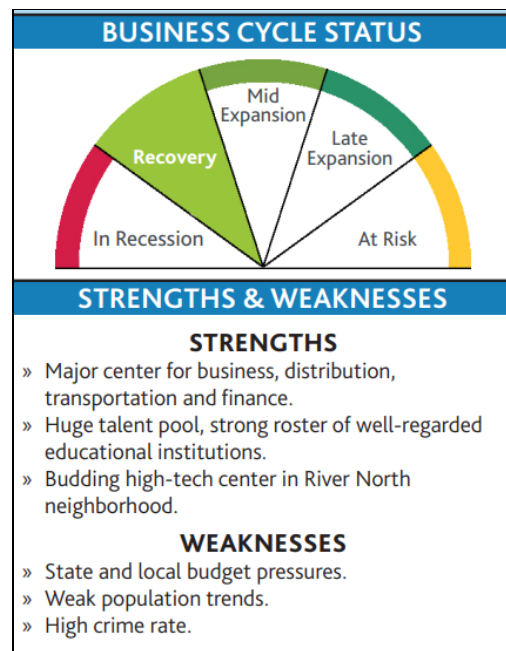 BUSINESS CYCLE STATUS
Mid
Expansion
Recovery
Late
Expansion
In Recession
At Risk
STRENGTHS & WEAKNESSES
STRENGTHS
» Major center for business, distribution,
transportation and finance.
» Huge talent pool, strong roster of well-regarded
educational institutions.
» Budding high-tech center in River North
neighborhood.
WEAKNESSES
» State and local budget pressures.
» Weak population trends.
» High crime rate.